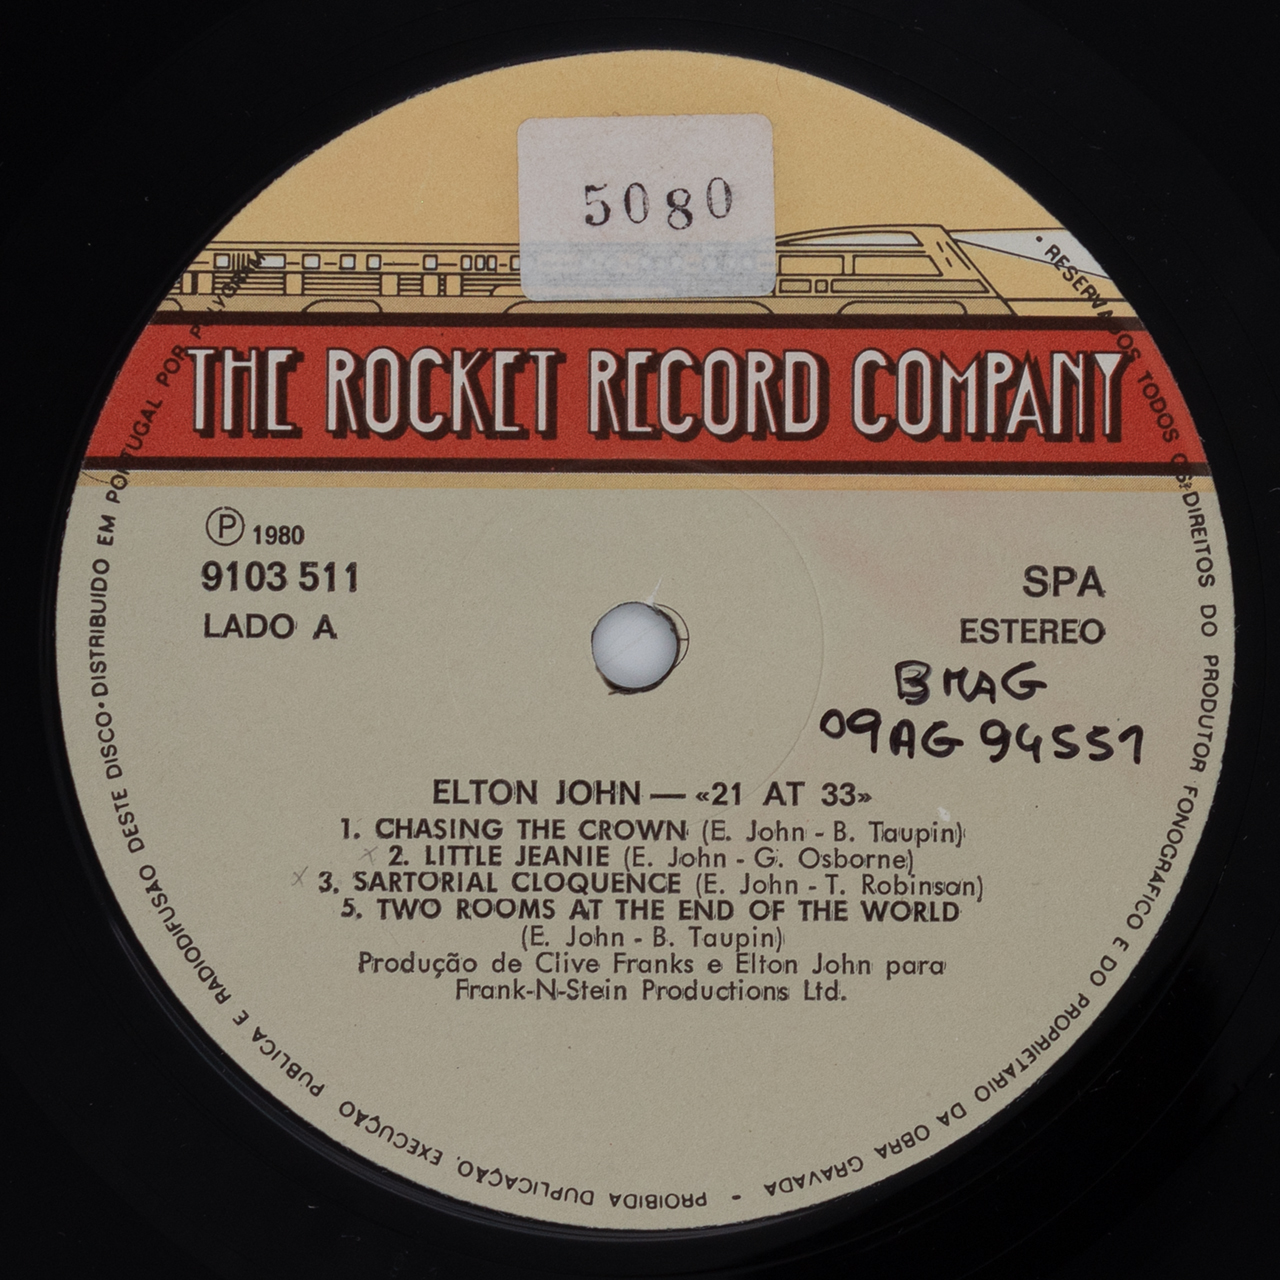 5080
THE ROCKET RECORD COMPANY
Ⓟ 1980
9103 511
LADO A
SPA
ESTEREO
BMAG
09AG 94551
ELTON JOHN — «21 AT 33»
1. CHASING THE CROWN (E. John - B. Taupin)
x 2. LITTLE JEANIE (E. John - G. Osborne)
x 3. SARTORIAL CLOQUENCE (E. John - T. Robinson)
5. TWO ROOMS AT THE END OF THE WORLD
(E. John - B. Taupin)
Produção de Clive Franks e Elton John para
Frank-N-Stein Productions Ltd.
• RESERVADOS TODOS OS DIREITOS DO PRODUTOR FONOGRAFICO E DO PROPRIETARIO DA OBRA GRAVADA - PROIBIDA DUPLICAÇÃO, EXECUÇÃO PUBLICA E RADIODIFUSÃO DESTE DISCO • DISTRIBUIDO EM PORTUGAL POR POLYGRAM